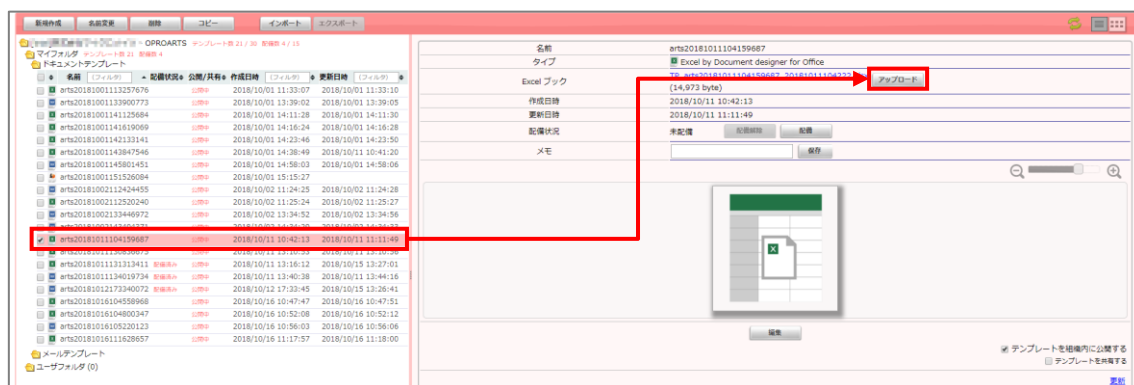 新規作成 名前変更 削除 コピー インポート エクスポート
- OPROARTS テンプレート数 21 / 30 配備数 4 / 15
マイフォルダ テンプレート数 21 配備数 4
ドキュメントテンプレート
名前 (フィルタ) 配備状況 公開/共有 作成日時 (フィルタ) 更新日時 (フィルタ)
arts20181001113257676 公開中 2018/10/01 11:33:07 2018/10/01 11:33:10
arts20181001133900773 公開中 2018/10/01 13:39:02 2018/10/01 13:39:05
arts20181001141125684 公開中 2018/10/01 14:11:28 2018/10/01 14:11:30
arts20181001141619069 公開中 2018/10/01 14:16:24 2018/10/01 14:16:28
arts20181001142133141 公開中 2018/10/01 14:23:46 2018/10/01 14:23:50
arts20181001143847546 公開中 2018/10/01 14:38:49 2018/10/11 10:41:20
arts20181001145801451 公開中 2018/10/01 14:58:03 2018/10/01 14:58:06
arts20181001151526084 公開中 2018/10/01 15:15:27
arts20181002112424455 公開中 2018/10/02 11:24:25 2018/10/02 11:24:28
arts20181002112520240 公開中 2018/10/02 11:25:24 2018/10/02 11:25:27
arts20181002133446972 公開中 2018/10/02 13:34:52 2018/10/02 13:34:56
arts20181011104159687 公開中 2018/10/11 10:42:13 2018/10/11 11:11:49
arts20181011131313411 配備済み 公開中 2018/10/11 13:16:12 2018/10/15 13:27:01
arts20181011134019734 配備済み 公開中 2018/10/11 13:40:38 2018/10/11 13:44:16
arts20181012173340072 配備済み 公開中 2018/10/12 17:33:45 2018/10/15 13:26:41
arts20181016104558968 公開中 2018/10/16 10:47:47 2018/10/16 10:47:51
arts20181016104800347 公開中 2018/10/16 10:52:08 2018/10/16 10:52:12
arts20181016105220123 公開中 2018/10/16 10:56:03 2018/10/16 10:56:06
arts20181016111628657 公開中 2018/10/16 11:17:57 2018/10/16 11:18:00
メールテンプレート
ユーザフォルダ (0)
名前 arts20181011104159687
タイプ Excel by Document designer for Office
Excel ブック アップロード
(14,973 byte)
作成日時 2018/10/11 10:42:13
更新日時 2018/10/11 11:11:49
配備状況 未配備 配備解除 配備
メモ 保存
編集
テンプレートを組織内に公開する
テンプレートを共有する
更新